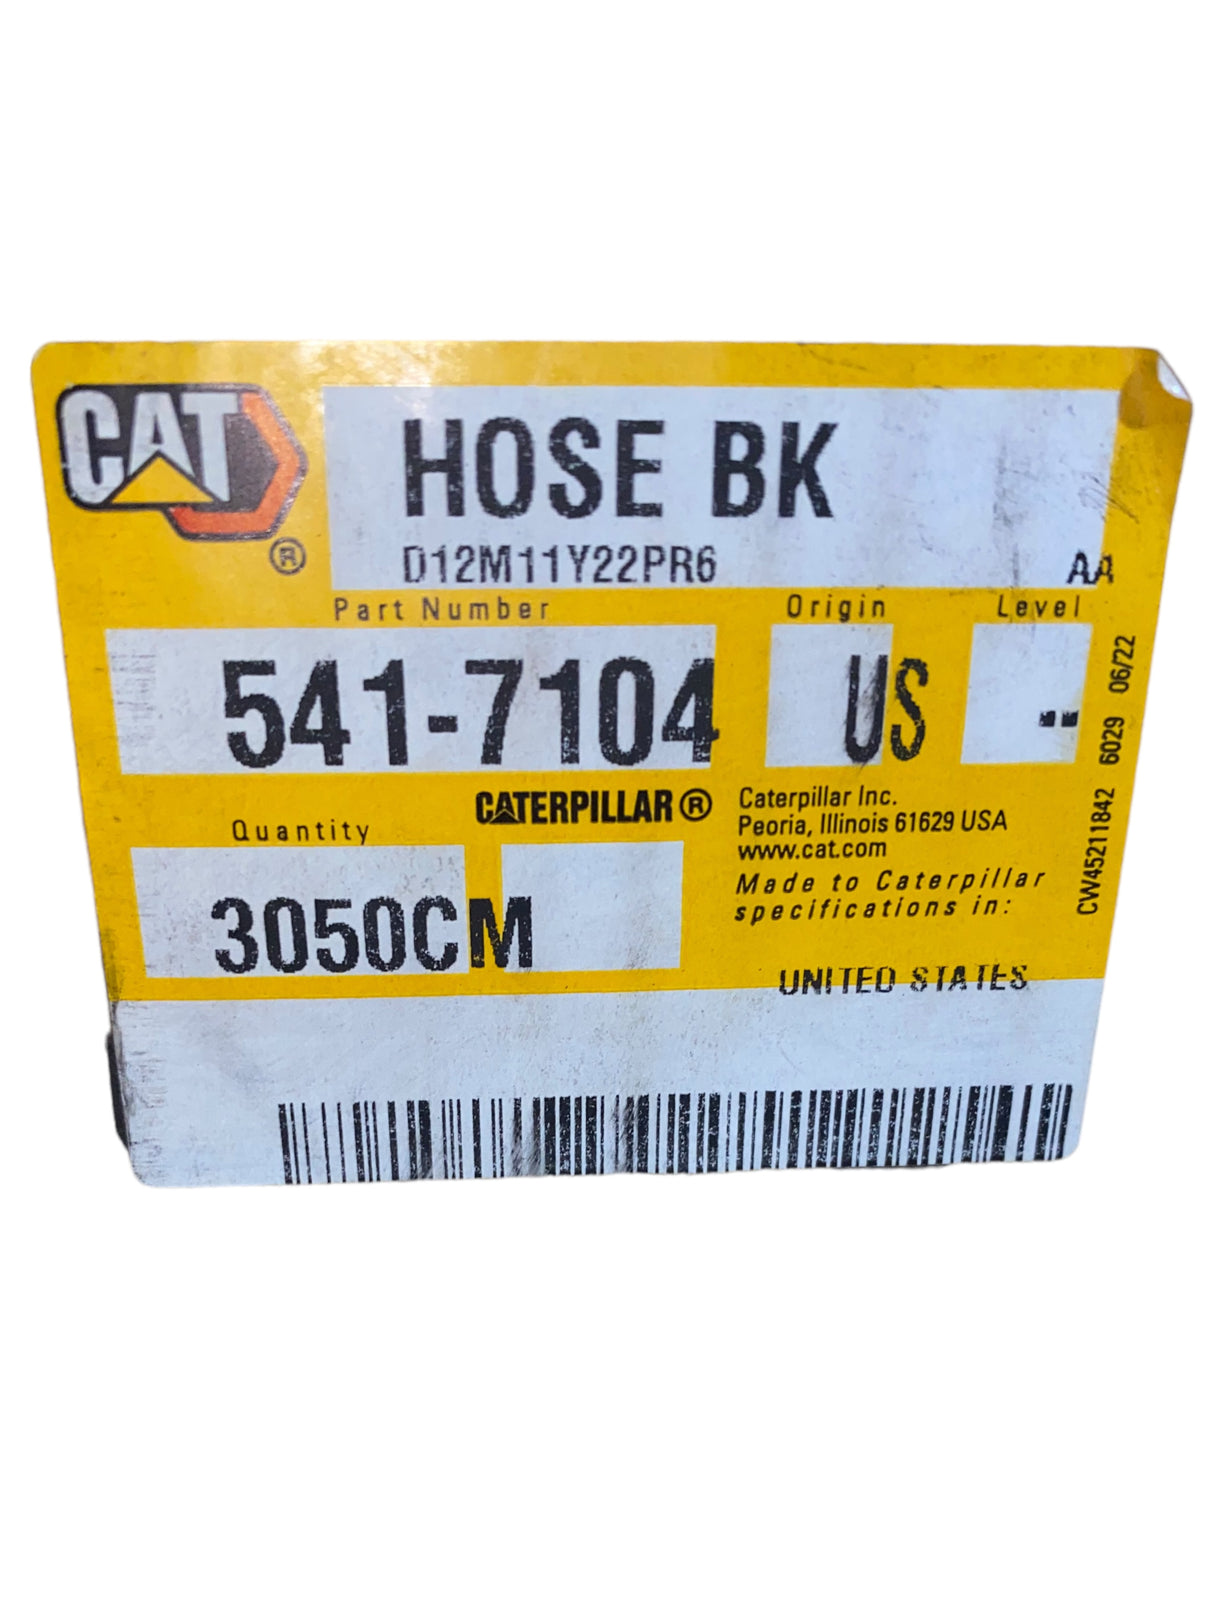 CAT
®
HOSE BK
D12M11Y22PR6
AA
Part Number
Origin
Level
541-7104
US
--
Quantity
CATERPILLAR®
3050CM
Caterpillar Inc.
Peoria, Illinois 61629 USA
www.cat.com
Made to Caterpillar
specifications in:
UNITED STATES
CW45211842 6029 06/22